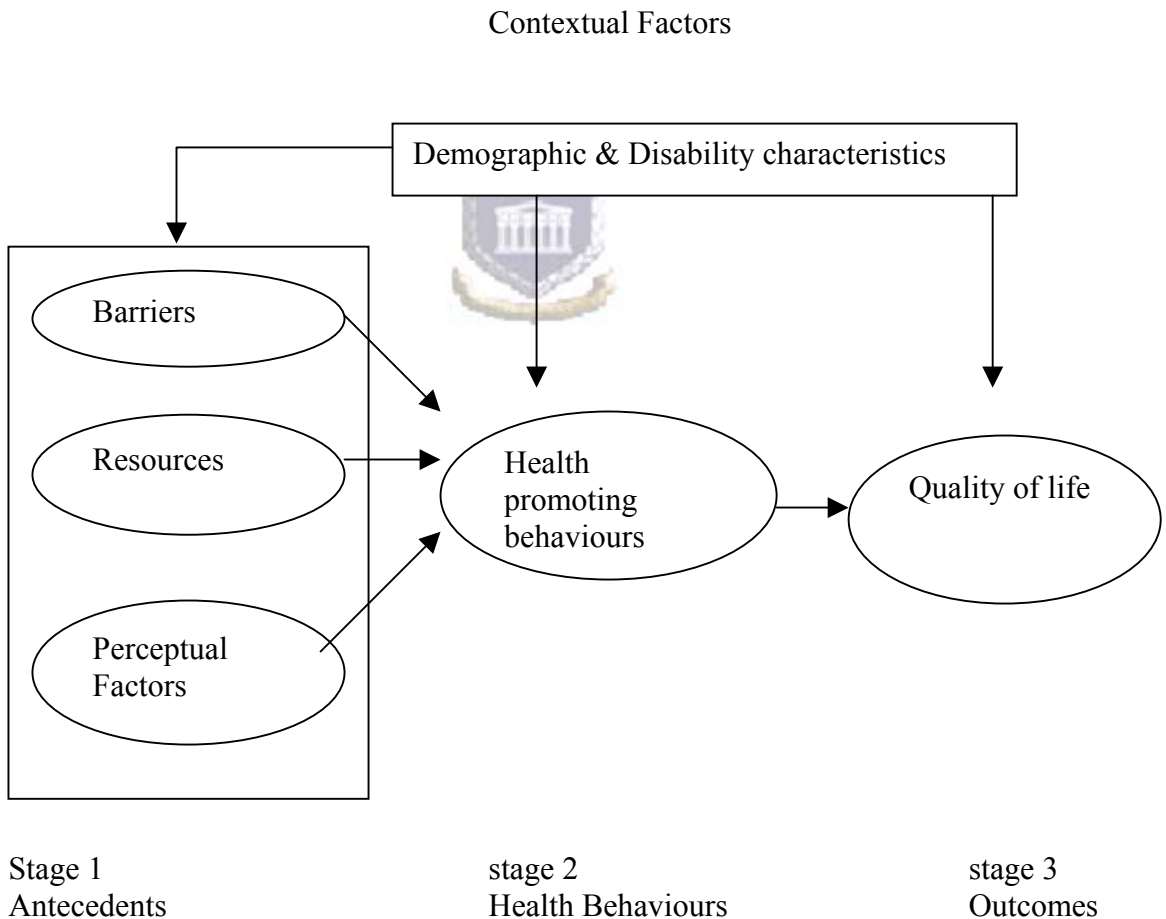 Contextual Factors
Demographic & Disability characteristics
Barriers
Resources
Perceptual
Factors
Health
promoting
behaviours
Quality of life
Stage 1
Antecedents
stage 2
Health Behaviours
stage 3
Outcomes